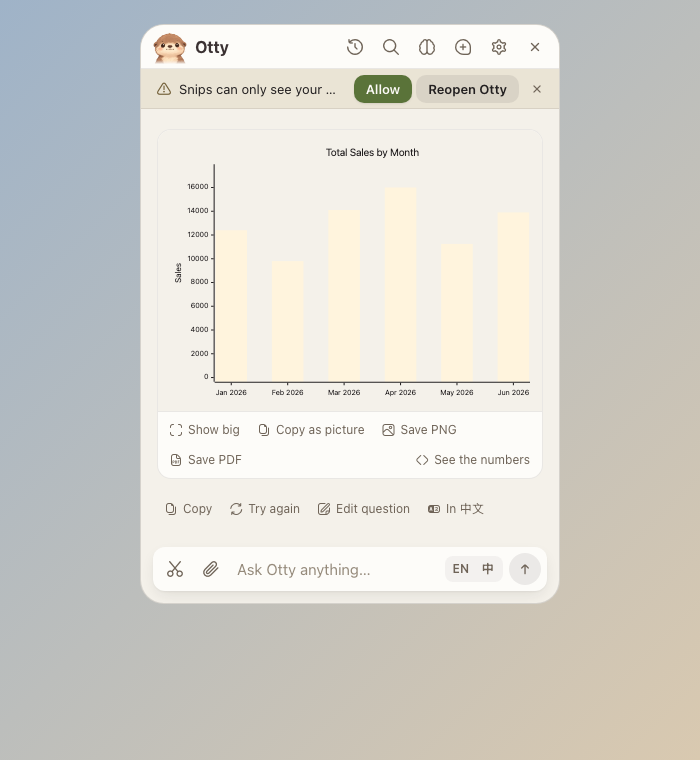 Otty
Snips can only see your ...
Allow
Reopen Otty
Total Sales by Month
16000
14000
12000
10000
8000
6000
4000
2000
0
Sales
Jan 2026 Feb 2026 Mar 2026 Apr 2026 May 2026 Jun 2026
Show big Copy as picture Save PNG
Save PDF See the numbers
Copy Try again Edit question In 中文
Ask Otty anything... EN 中